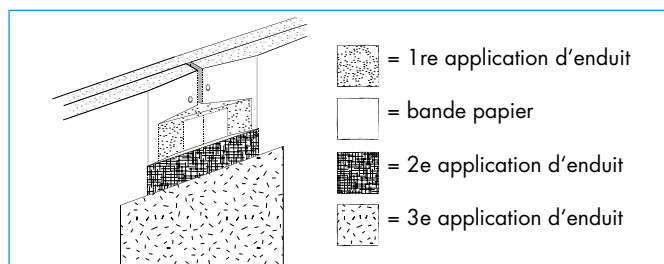 = 1re application d’enduit
= bande papier
= 2e application d’enduit
= 3e application d’enduit